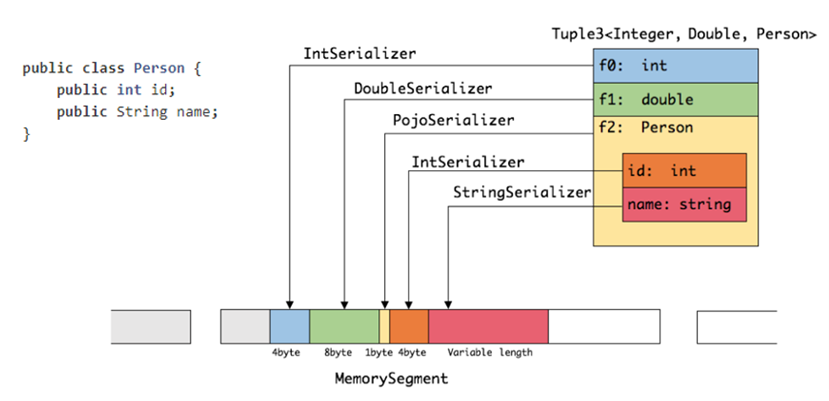 Tuple3<Integer, Double, Person>
public class Person {
public int id;
public String name;
}
IntSerializer
DoubleSerializer
PojoSerializer
IntSerializer
StringSerializer
f0: int
f1: double
f2: Person
id: int
name: string
4byte 8byte 1byte 4byte Variable length
MemorySegment